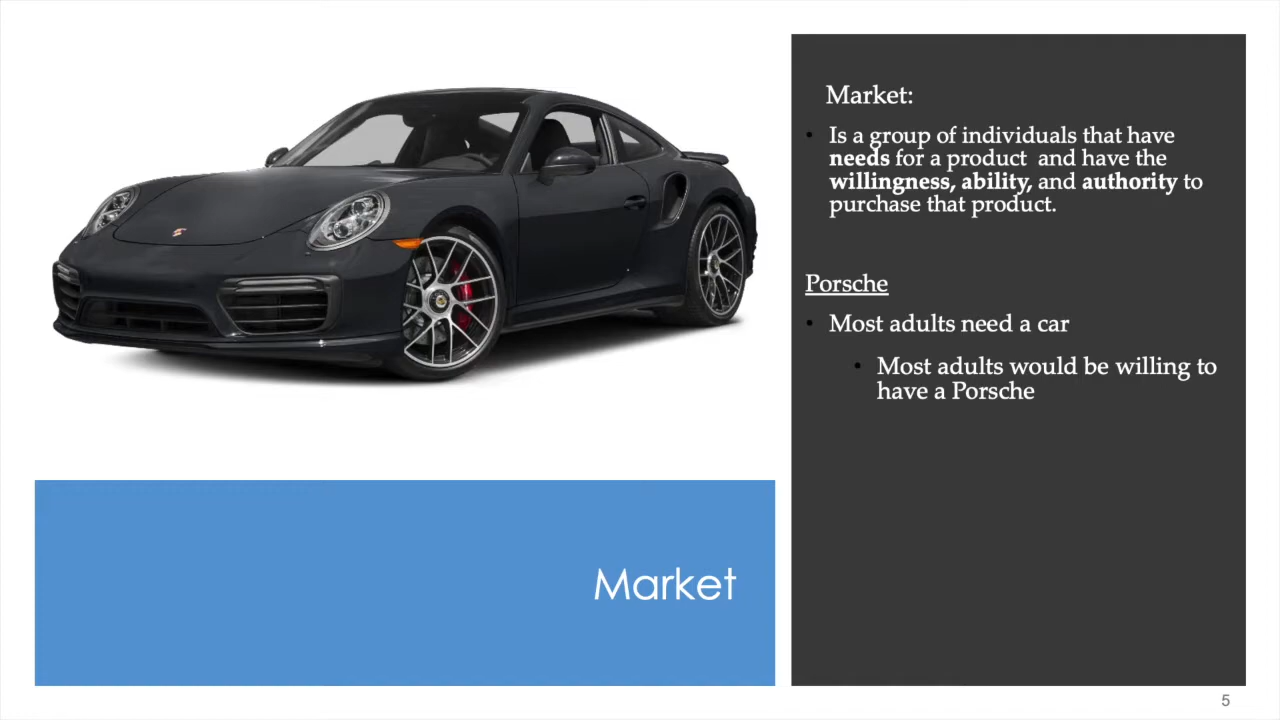 Market:
• Is a group of individuals that have
needs for a product and have the
willingness, ability, and authority to
purchase that product.
Porsche
• Most adults need a car
• Most adults would be willing to
have a Porsche
Market
5